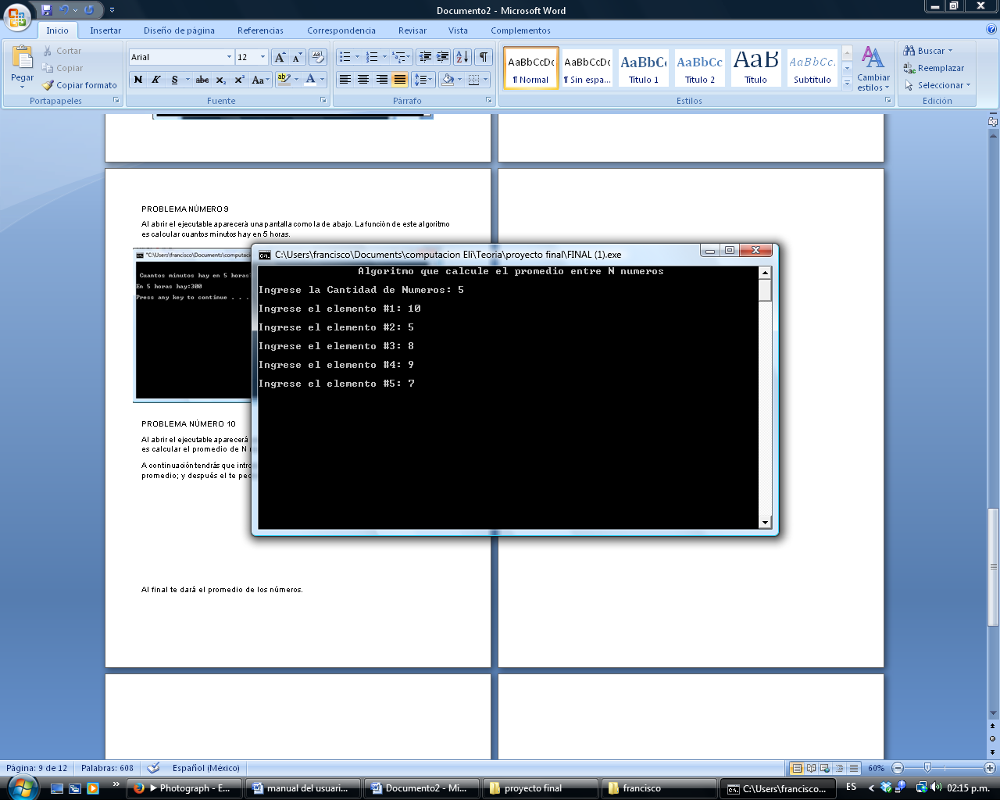 Documento2 - Microsoft Word
Inicio Insertar Diseño de página Referencias Correspondencia Revisar Vista Complementos
Pegar
Cortar
Copiar
Copiar formato
Portapapeles
Arial 12
N K S abc x₂ x² Aa
Fuente
Párrafo
AaBbCcDc AaBbCcDc AaBbCc AaBbCc AaB AaBbCc.
¶ Normal ¶ Sin espa... Título 1 Título 2 Título Subtítulo
Cambiar estilos
Estilos
Buscar
Reemplazar
Seleccionar
Edición
PROBLEMA NÚMERO 9
Al abrir el ejecutable aparecerá una pantalla como la de abajo. La función de este algoritmo
es calcular cuantos minutos hay en 5 horas.
"C:\Users\francisco\Documents\computacion
Cuantos minutos hay en 5 horas
En 5 horas hay:300
Press any key to continue . . .
PROBLEMA NÚMERO 10
Al abrir el ejecutable aparecerá
es calcular el promedio de N
A continuación tendrás que
promedio; y después el te
Al final te dará el promedio de los números.
C:\Users\francisco\Documents\computacion Eli\Teoria\proyecto final\FINAL (1).exe
Algoritmo que calcule el promedio entre N numeros
Ingrese la Cantidad de Numeros: 5
Ingrese el elemento #1: 10
Ingrese el elemento #2: 5
Ingrese el elemento #3: 8
Ingrese el elemento #4: 9
Ingrese el elemento #5: 7
Página: 9 de 12 Palabras: 608 Español (México) 60%
Photograph - E... manual del usuari... Documento2 - Mi... proyecto final francisco C:\Users\francisco... ES 02:15 p.m.